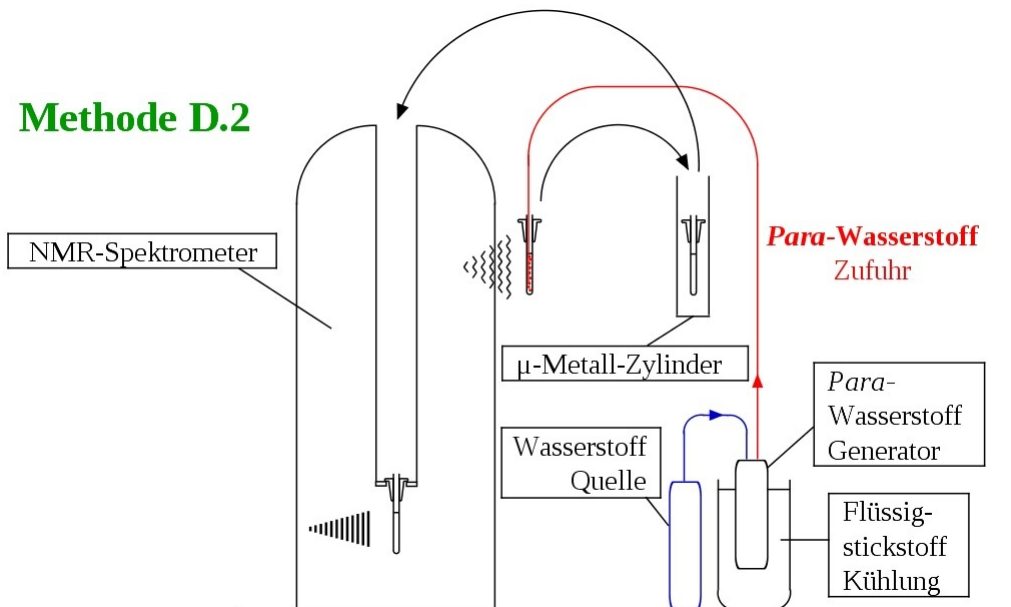 Methode D.2
NMR-Spektrometer
Para-Wasserstoff
Zufuhr
μ-Metall-Zylinder
Para-
Wasserstoff
Generator
Wasserstoff
Quelle
Flüssig-
stickstoff
Kühlung